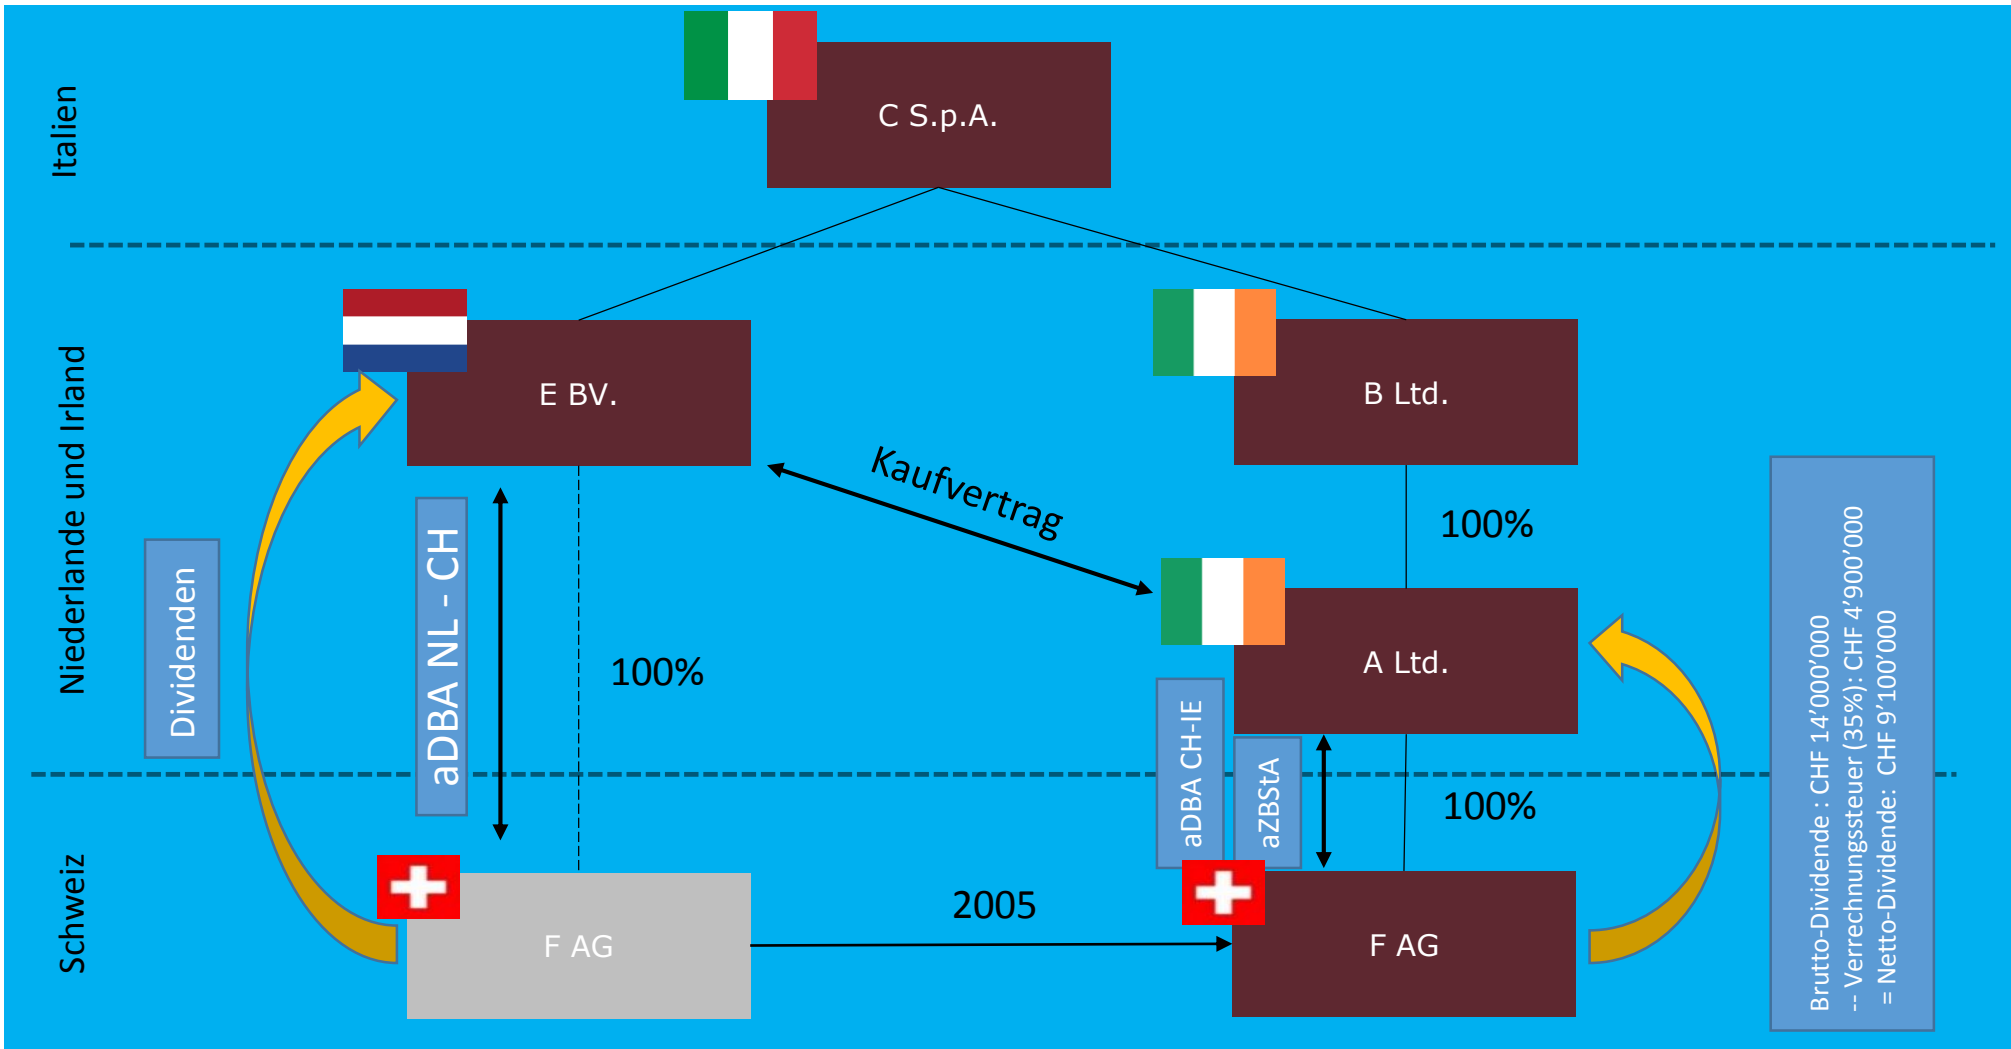 Italien
C S.p.A.
Niederlande und Irland
E BV.
B Ltd.
Kaufvertrag
100%
Dividenden
aDBA NL - CH
100%
A Ltd.
aDBA CH-IE
aZBStA
100%
Brutto-Dividende : CHF 14’000’000
-- Verrechnungssteuer (35%): CHF 4’900’000
= Netto-Dividende: CHF 9’100’000
Schweiz
F AG
2005
F AG